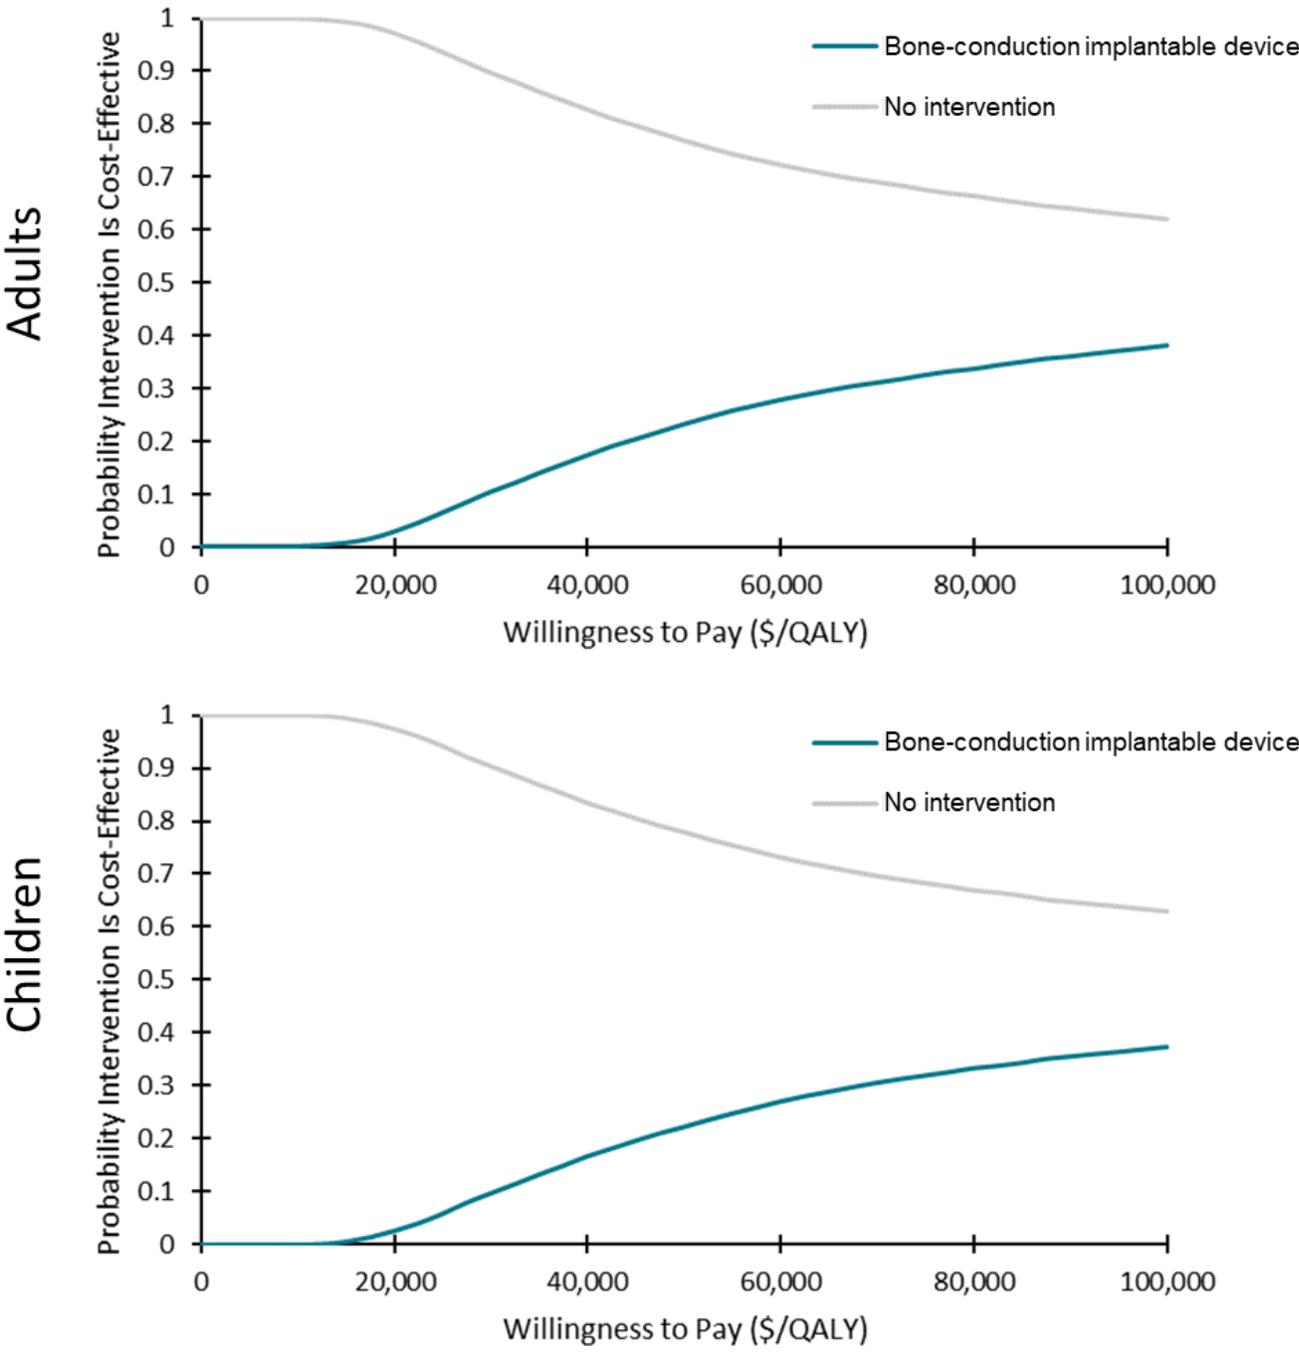 Adults
Probability Intervention Is Cost-Effective
1
0.9
0.8
0.7
0.6
0.5
0.4
0.3
0.2
0.1
0
0 20,000 40,000 60,000 80,000 100,000
Willingness to Pay ($/QALY)
Bone-conduction implantable device
No intervention
Children
Probability Intervention Is Cost-Effective
1
0.9
0.8
0.7
0.6
0.5
0.4
0.3
0.2
0.1
0
0 20,000 40,000 60,000 80,000 100,000
Willingness to Pay ($/QALY)
Bone-conduction implantable device
No intervention